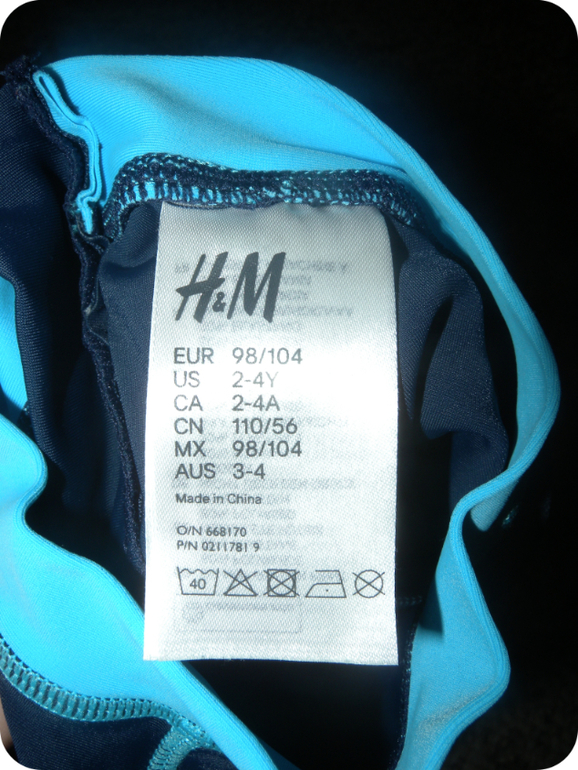 H&M
EUR 98/104
US 2-4Y
CA 2-4A
CN 110/56
MX 98/104
AUS 3-4
Made in China
O/N 668170
P/N 0211781 9
40